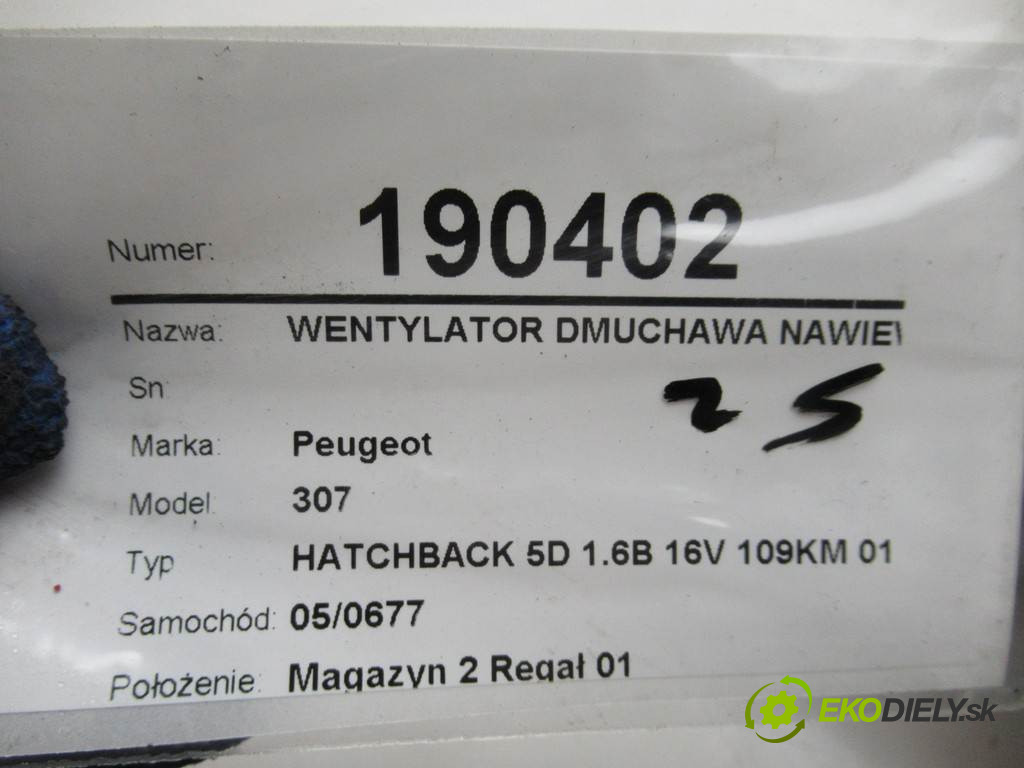 Numer: 190402
Nazwa: WENTYLATOR DMUCHAWA NAWIE
Sn
25
Marka: Peugeot
Model: 307
Typ HATCHBACK 5D 1.6B 16V 109KM 01
Samochód: 05/0677
Położenie: Magazyn 2 Regał 01
EKODIELY.sk